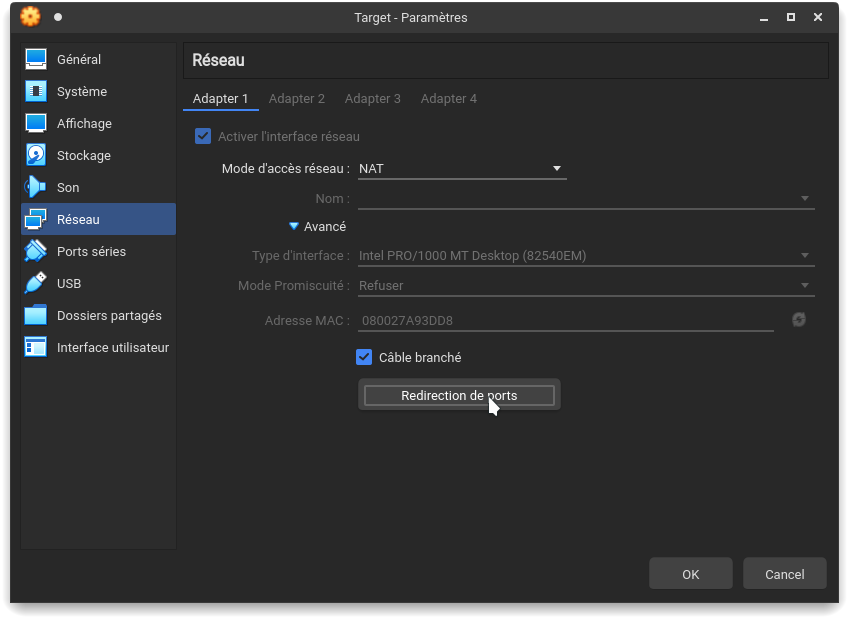 Target - Paramètres
Général
Système
Affichage
Stockage
Son
Réseau
Ports séries
USB
Dossiers partagés
Interface utilisateur
Réseau
Adapter 1 Adapter 2 Adapter 3 Adapter 4
Activer l'interface réseau
Mode d'accès réseau : NAT
Nom :
Avancé
Type d'interface : Intel PRO/1000 MT Desktop (82540EM)
Mode Promiscuité : Refuser
Adresse MAC : 080027A93DD8
Câble branché
Redirection de ports
OK Cancel